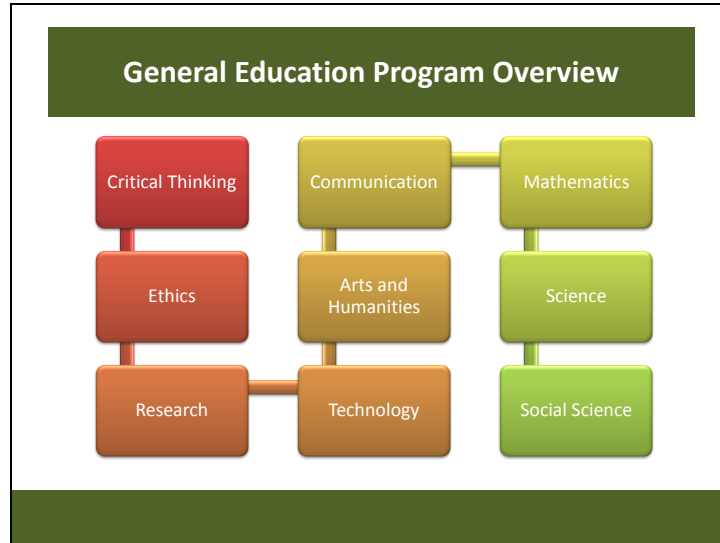 General Education Program Overview
Critical Thinking
Ethics
Research
Technology
Arts and
Humanities
Communication
Mathematics
Science
Social Science